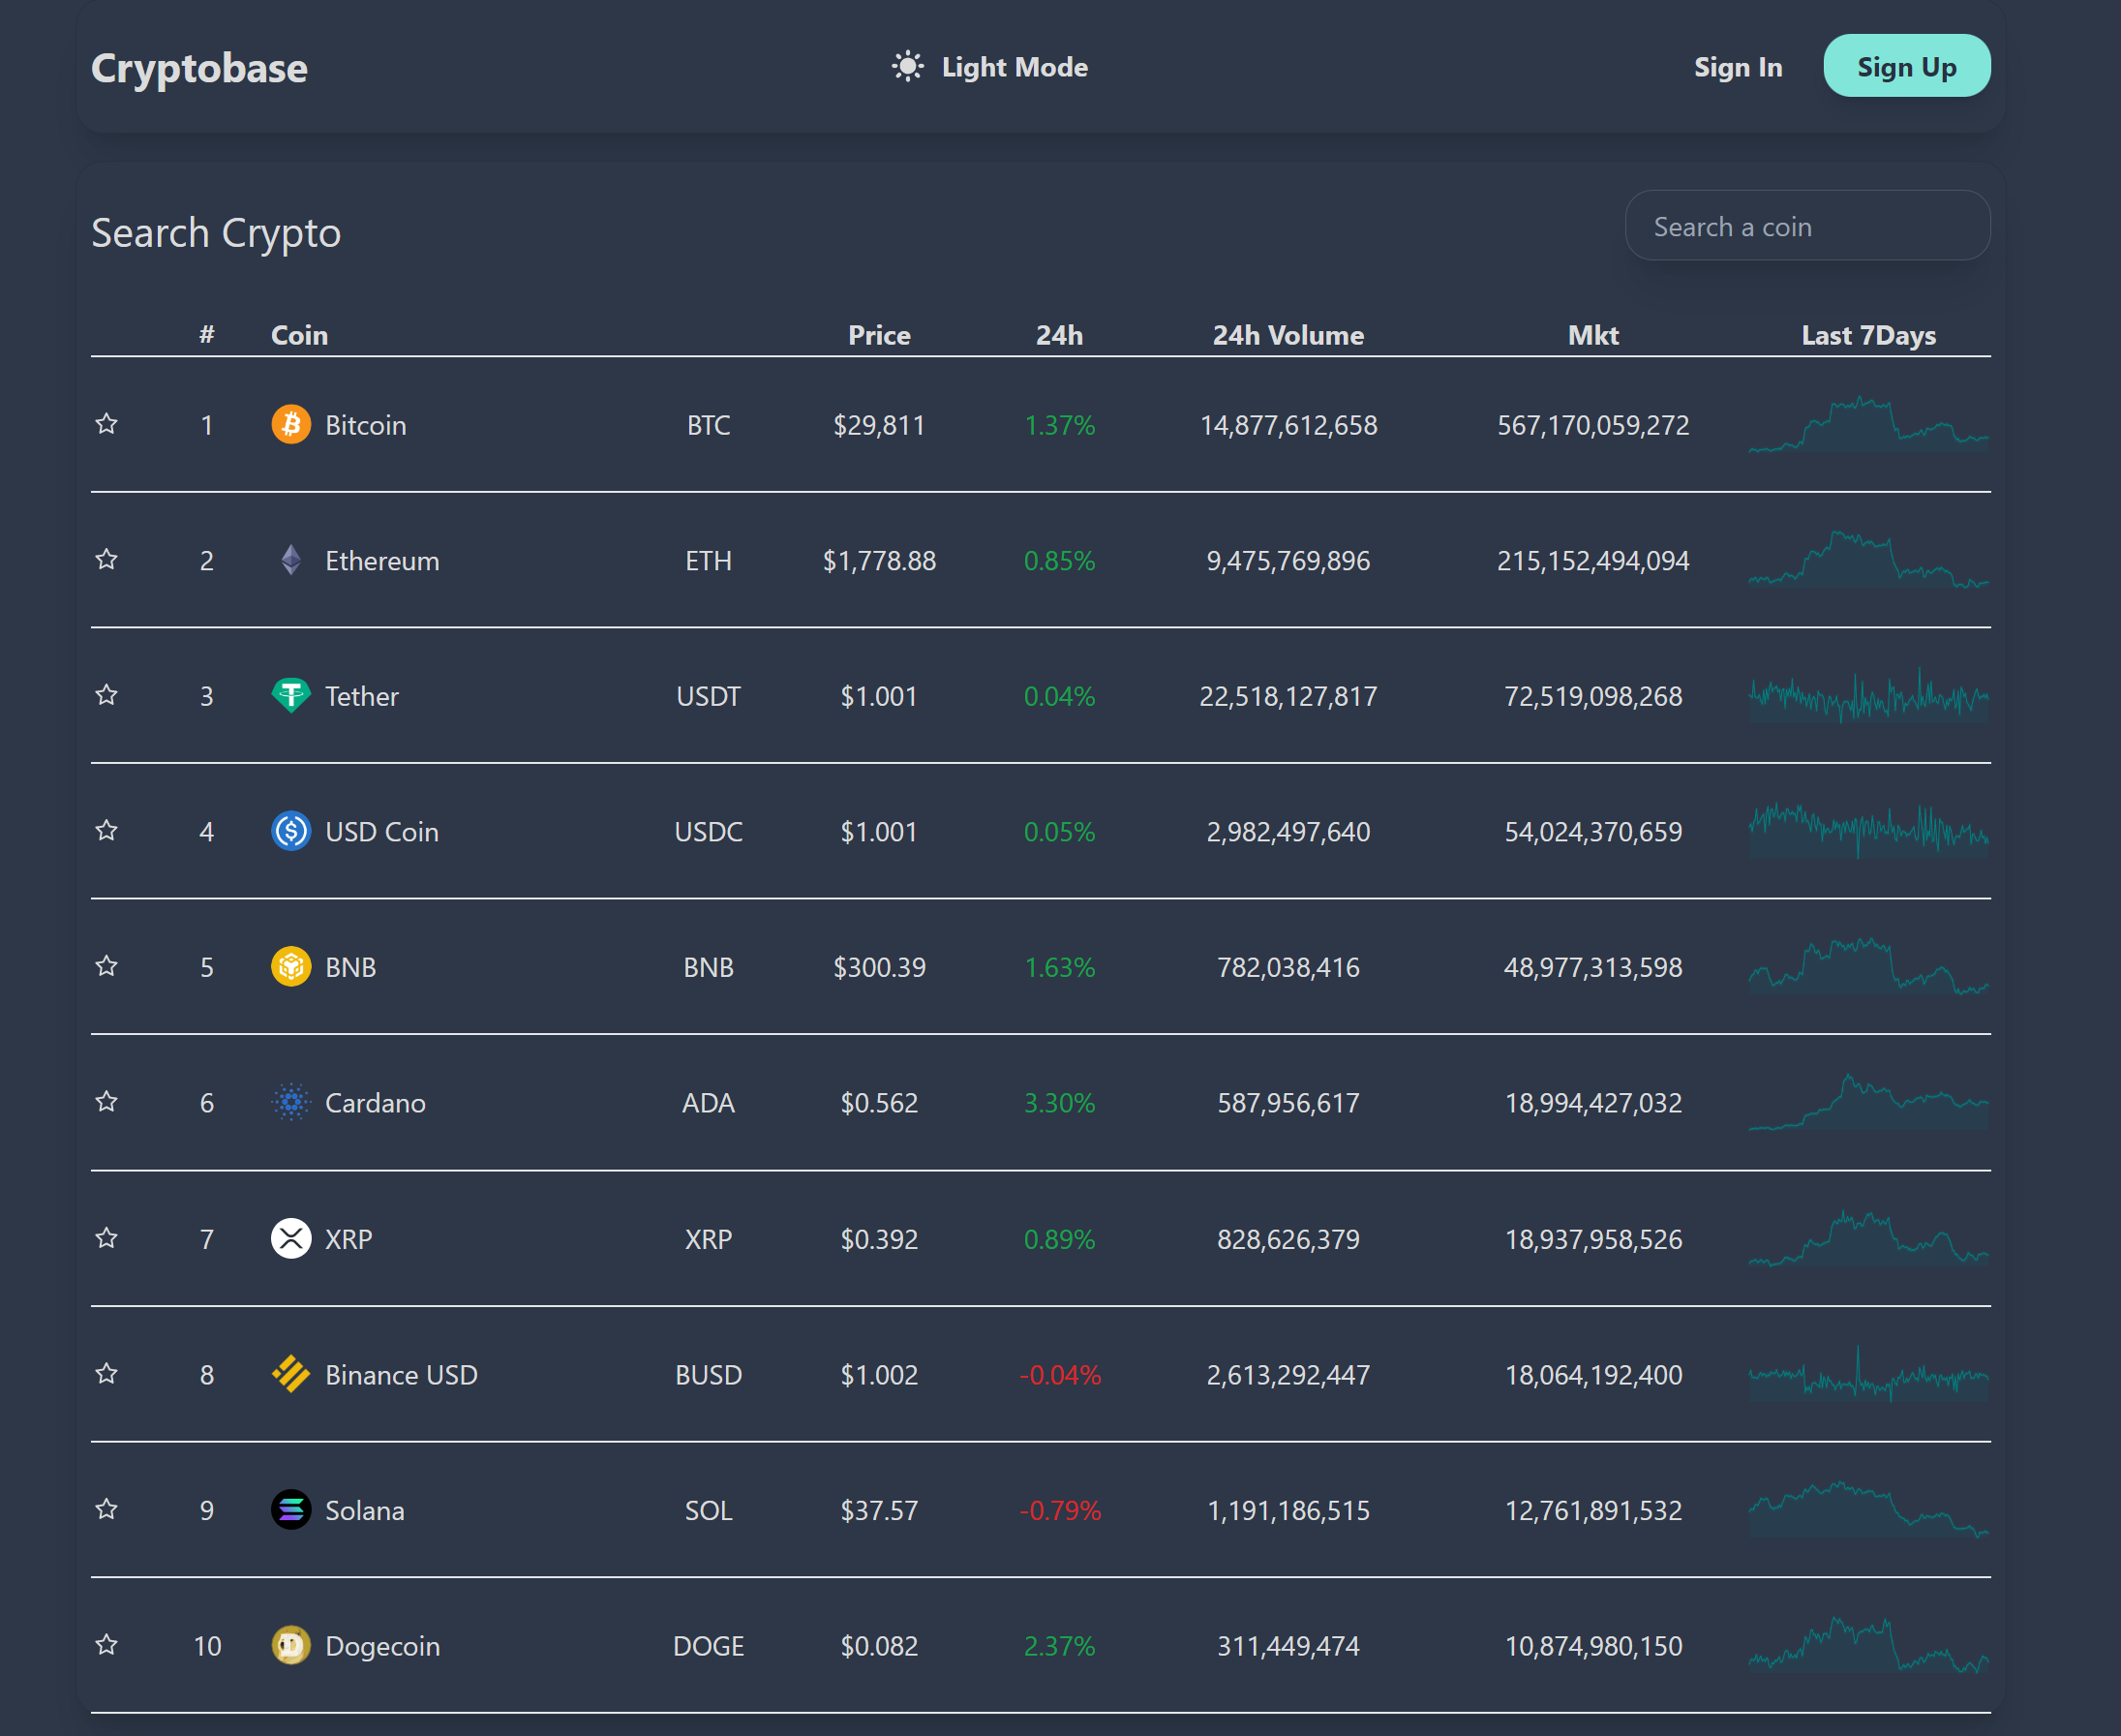 Cryptobase Light Mode Sign In Sign Up
Search Crypto Search a coin
# Coin Price 24h 24h Volume Mkt Last 7Days
1 Bitcoin BTC $29,811 1.37% 14,877,612,658 567,170,059,272
2 Ethereum ETH $1,778.88 0.85% 9,475,769,896 215,152,494,094
3 Tether USDT $1.001 0.04% 22,518,127,817 72,519,098,268
4 USD Coin USDC $1.001 0.05% 2,982,497,640 54,024,370,659
5 BNB BNB $300.39 1.63% 782,038,416 48,977,313,598
6 Cardano ADA $0.562 3.30% 587,956,617 18,994,427,032
7 XRP XRP $0.392 0.89% 828,626,379 18,937,958,526
8 Binance USD BUSD $1.002 -0.04% 2,613,292,447 18,064,192,400
9 Solana SOL $37.57 -0.79% 1,191,186,515 12,761,891,532
10 Dogecoin DOGE $0.082 2.37% 311,449,474 10,874,980,150